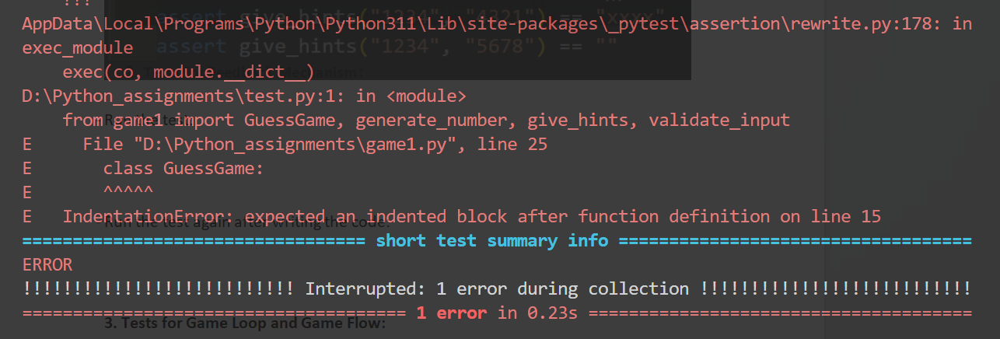 !!!
assert give_hints("1234", "4321") == "xxxx"
AppData\Local\Programs\Python\Python311\Lib\site-packages\_pytest\assertion\rewrite.py:178: in
exec_module
assert give_hints("1234", "5678") == ""
exec(co, module.__dict__)
D:\Python_assignments\test.py:1: in <module>
from game1 import GuessGame, generate_number, give_hints, validate_input
Run the test
E     File "D:\Python_assignments\game1.py", line 25
E       class GuessGame:
E       ^^^^^
E   IndentationError: expected an indented block after function definition on line 15
Run the test again after writing the code.
================================== short test summary info ===================================
ERROR
!!!!!!!!!!!!!!!!!!!!!!!!!!! Interrupted: 1 error during collection !!!!!!!!!!!!!!!!!!!!!!!!!!!
====================================== 1 error in 0.23s ======================================
3. Tests for Game Loop and Game Flow: